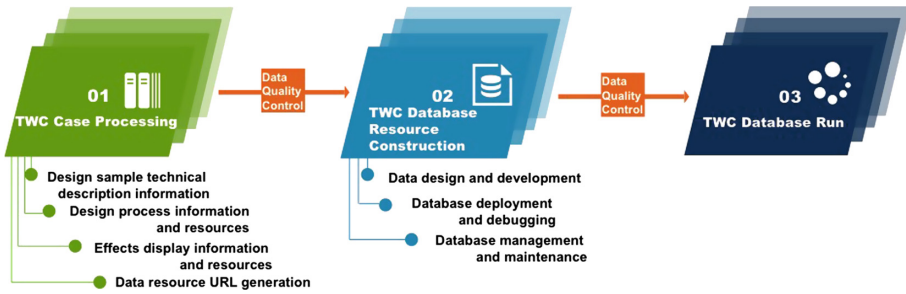 01
TWC Case Processing
Design sample technical
description information
Design process information
and resources
Effects display information
and resources
Data resource URL generation
Data
Quality
Control
02
TWC Database
Resource
Construction
Data design and development
Database deployment
and debugging
Database management
and maintenance
Data
Quality
Control
03
TWC Database Run